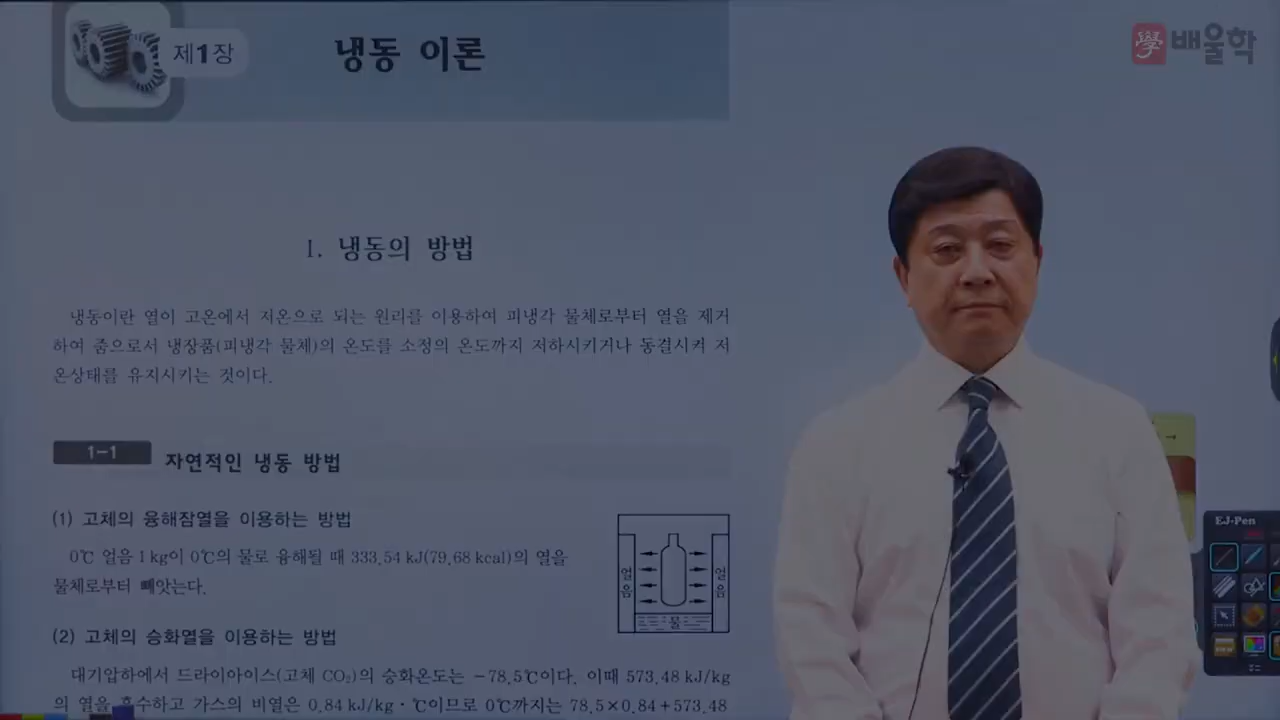 제1장
냉동 이론
學 배울학
I. 냉동의 방법
냉동이란 열이 고온에서 저온으로 되는 원리를 이용하여 피냉각 물체로부터 열을 제거
하여 줌으로서 냉장품(피냉각 물체)의 온도를 소정의 온도까지 저하시키거나 동결시켜 저
온상태를 유지시키는 것이다.
1-1 자연적인 냉동 방법
(1) 고체의 융해잠열을 이용하는 방법
0℃ 얼음 1kg이 0℃의 물로 융해될 때 333.54 kJ(79.68 kcal)의 열을
물체로부터 빼앗는다.
얼음
얼음
물
(2) 고체의 승화열을 이용하는 방법
대기압하에서 드라이아이스(고체 CO₂)의 승화온도는 −78.5℃이다. 이때 573.48 kJ/kg
의 열을 흡수하고 가스의 비열은 0.84 kJ/kg·℃이므로 0℃까지는 78.5×0.84+573.48
EJ-Pen